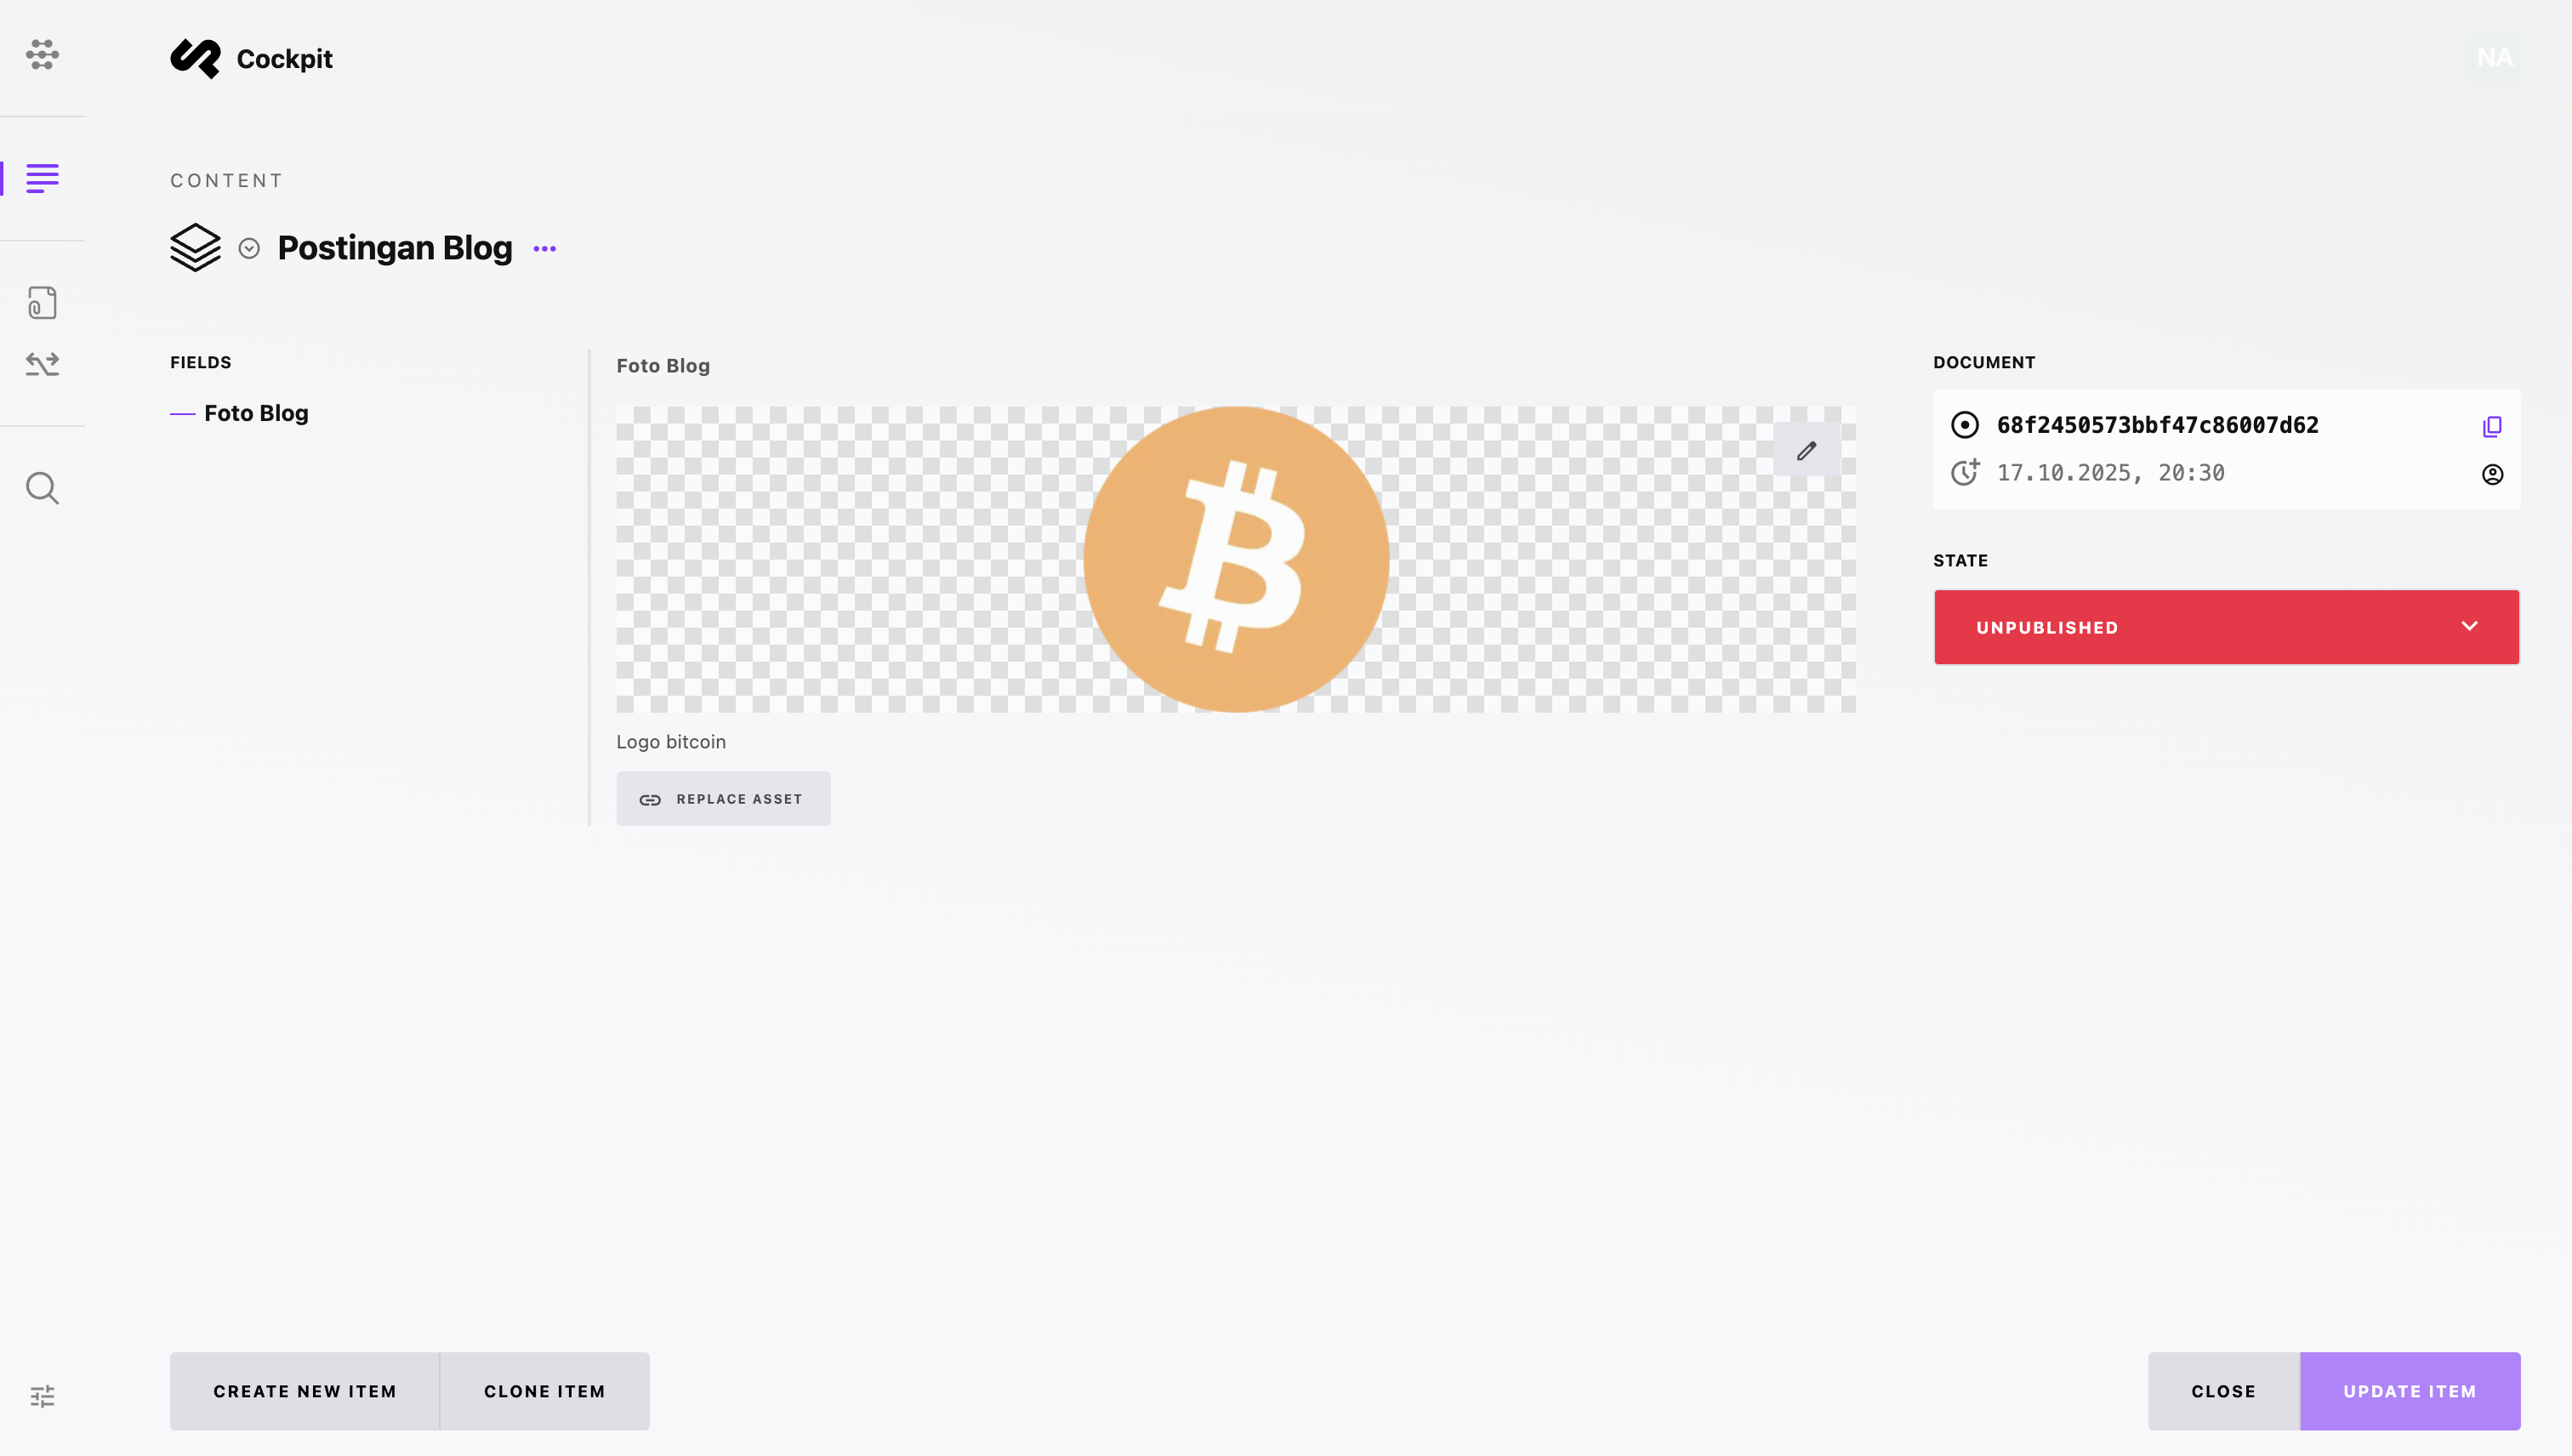 Cockpit
NA
CONTENT
Postingan Blog
FIELDS
Foto Blog
Foto Blog
Logo bitcoin
REPLACE ASSET
DOCUMENT
68f2450573bbf47c86007d62
17.10.2025, 20:30
STATE
UNPUBLISHED
CREATE NEW ITEM
CLONE ITEM
CLOSE
UPDATE ITEM